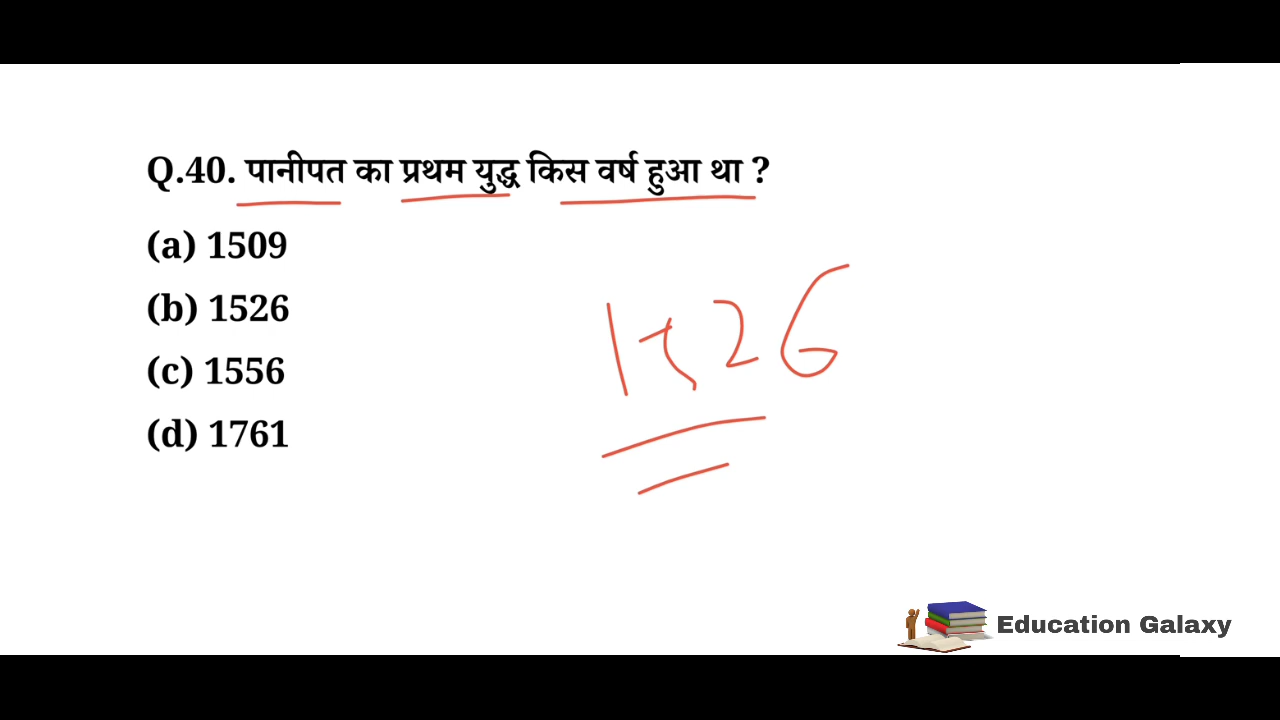 Q.40. पानीपत का प्रथम युद्ध किस वर्ष हुआ था ?
(a) 1509
(b) 1526
(c) 1556
(d) 1761
1526
Education Galaxy